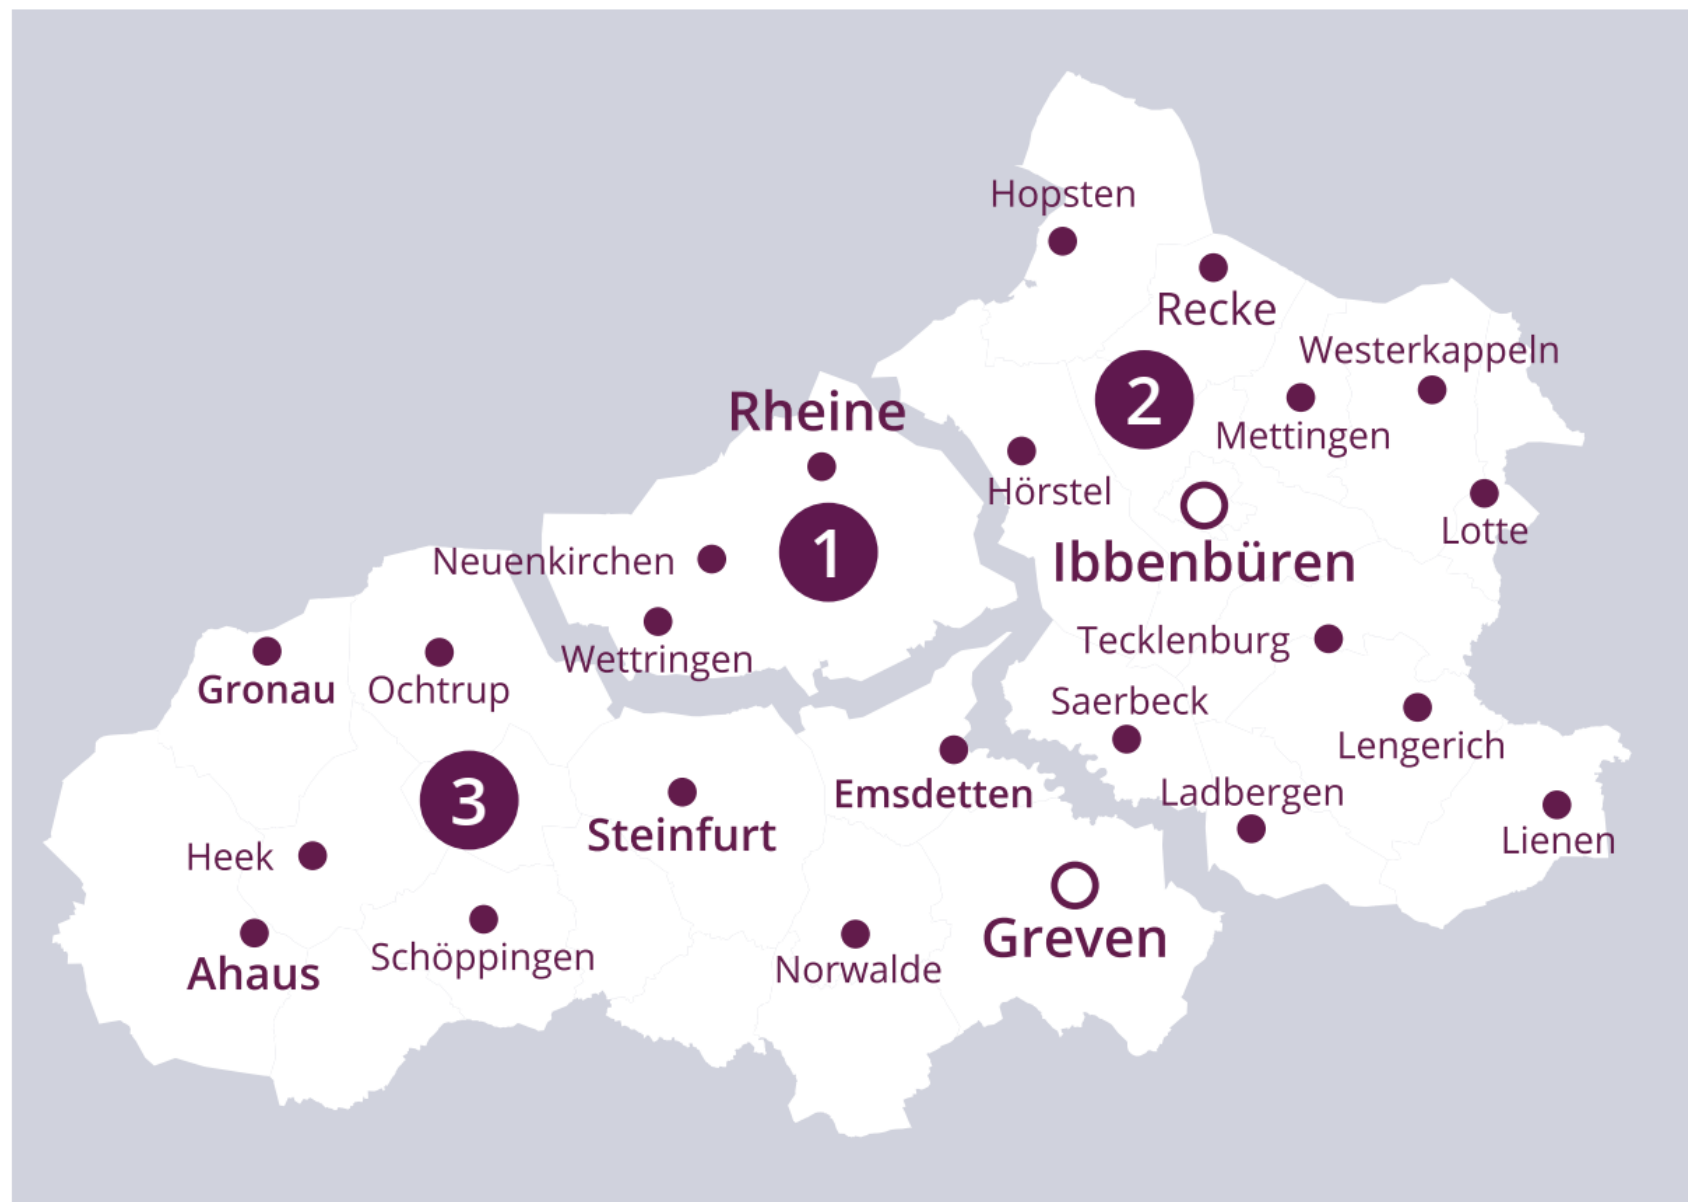 Hopsten
Recke
Westerkappeln
Rheine
2
Mettingen
Hörstel
Lotte
Neuenkirchen
1
Ibbenbüren
Tecklenburg
Wettringen
Gronau
Ochtrup
Saerbeck
Lengerich
3
Emsdetten
Ladbergen
Steinfurt
Lienen
Heek
Greven
Schöppingen
Ahaus
Norwalde